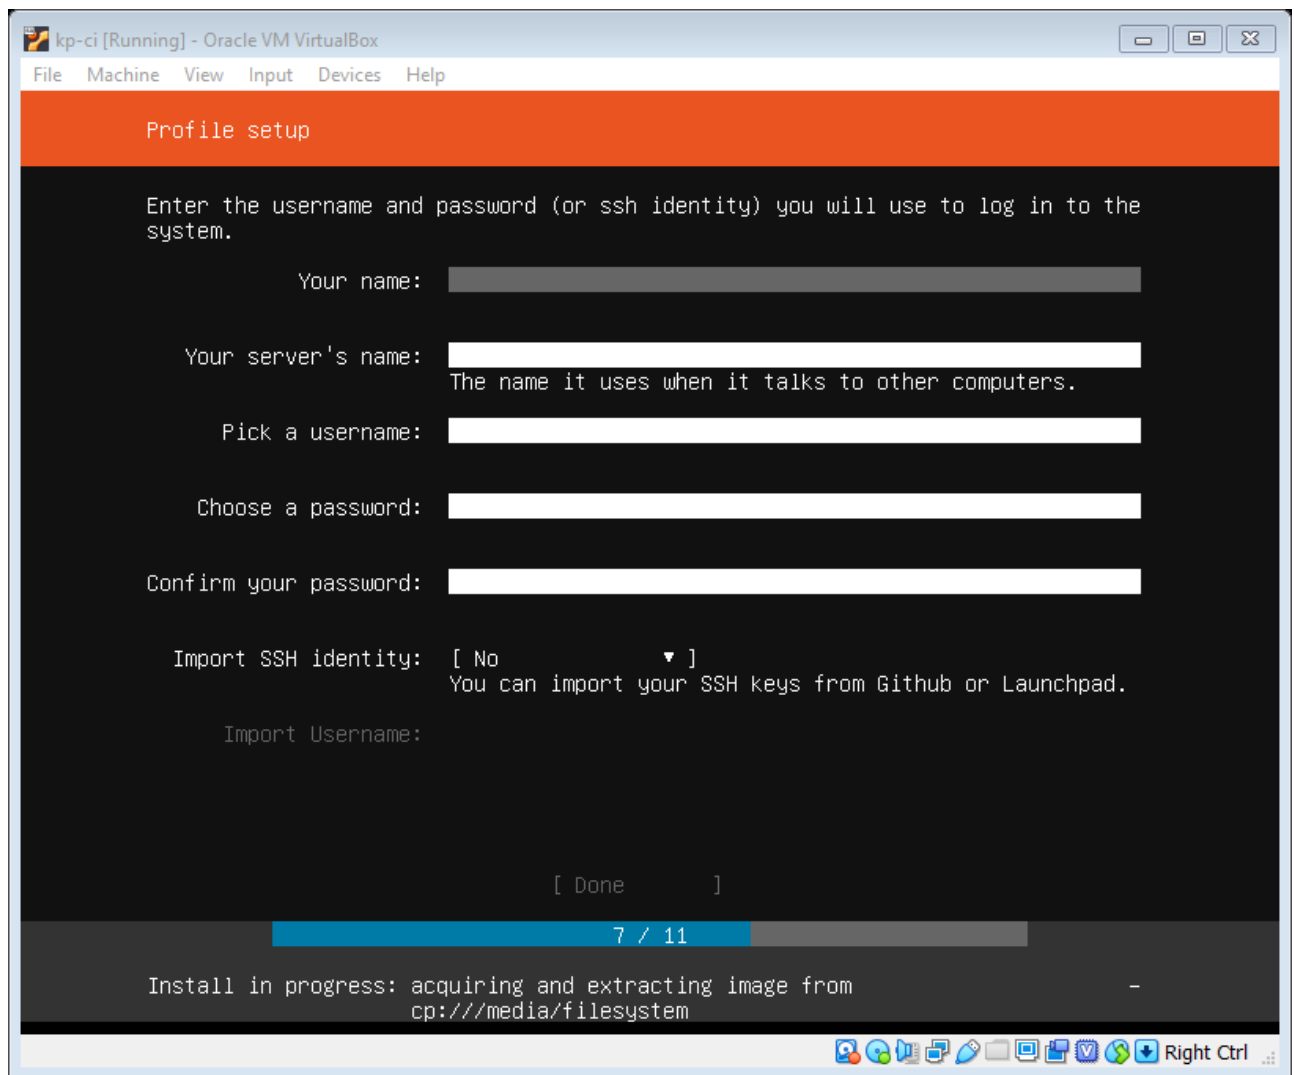 kp-ci [Running] - Oracle VM VirtualBox
File Machine View Input Devices Help
Profile setup
Enter the username and password (or ssh identity) you will use to log in to the
system.
Your name:
Your server's name:
The name it uses when it talks to other computers.
Pick a username:
Choose a password:
Confirm your password:
Import SSH identity: [ No ▼ ]
You can import your SSH keys from Github or Launchpad.
Import Username:
[ Done ]
7 / 11
Install in progress: acquiring and extracting image from -
cp:///media/filesystem
Right Ctrl